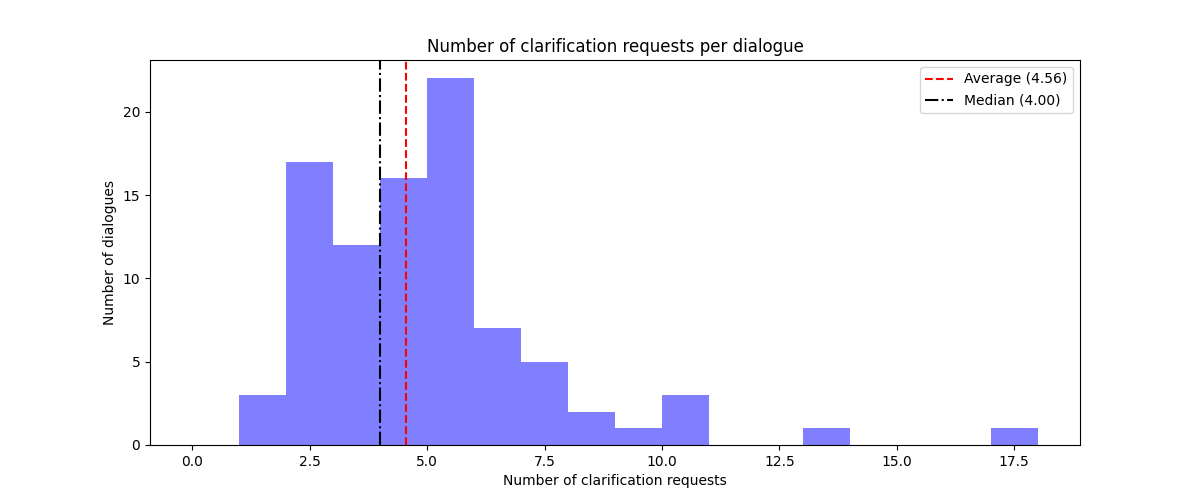 Number of clarification requests per dialogue
Average (4.56)
Median (4.00)
Number of dialogues
20
15
10
5
0
0.0 2.5 5.0 7.5 10.0 12.5 15.0 17.5
Number of clarification requests